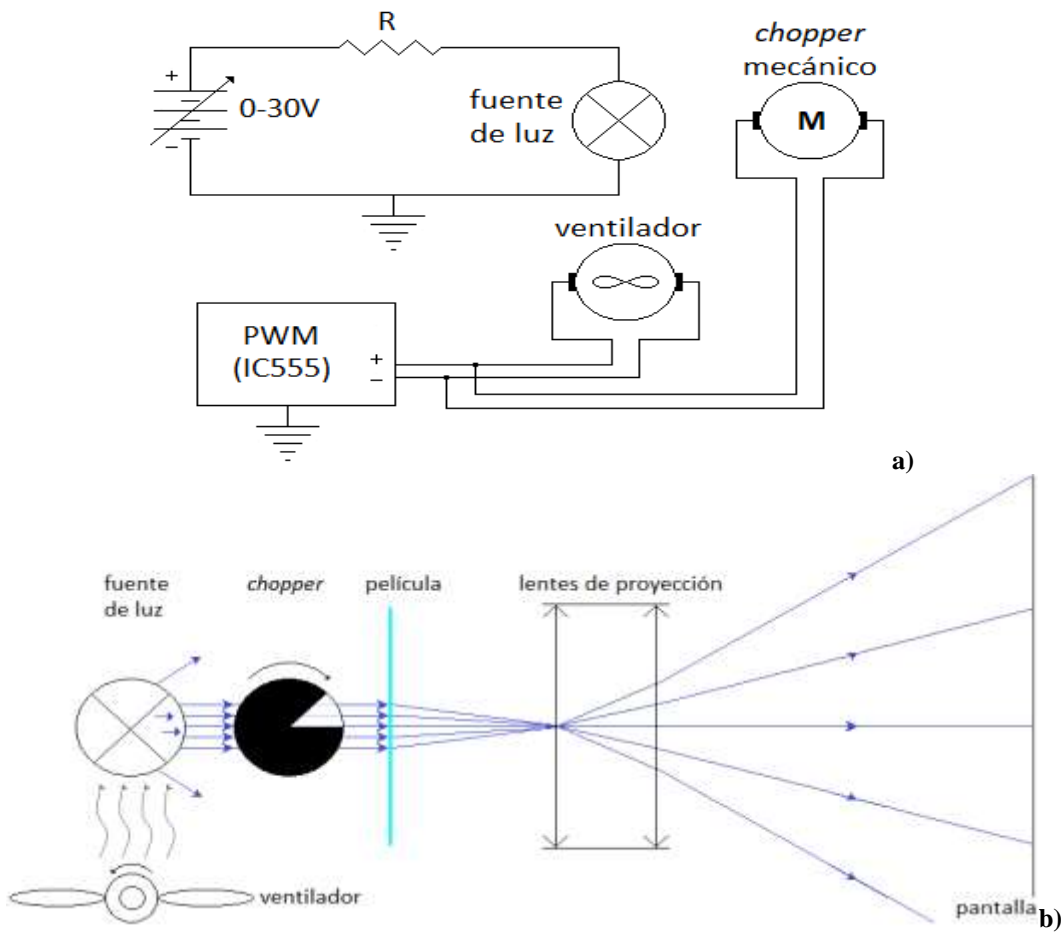 R
chopper
mecánico
+
0-30V
fuente
de luz
M
−
ventilador
PWM
(IC555)
+
−
a)
fuente
de luz
chopper
película
lentes de proyección
ventilador
pantalla
b)